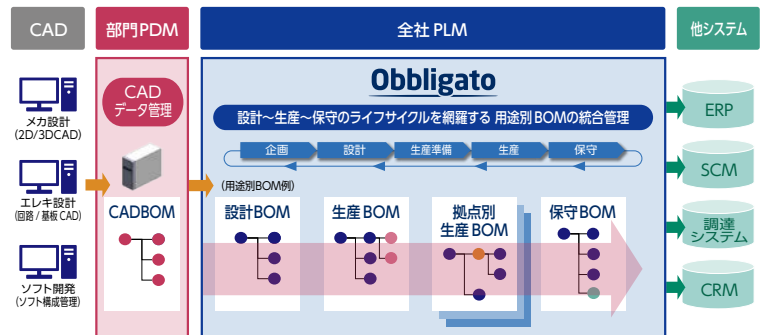 CAD
部門PDM
全社 PLM
他システム
メカ設計
(2D/3DCAD)
エレキ設計
(回路 / 基板 CAD)
ソフト開発
(ソフト構成管理)
CAD
データ管理
CADBOM
Obbligato
設計~生産~保守のライフサイクルを網羅する 用途別 BOMの統合管理
企画
設計
生産準備
生産
保守
(用途別BOM例)
設計BOM
生産 BOM
拠点別
生産 BOM
保守BOM
ERP
SCM
調達
システム
CRM